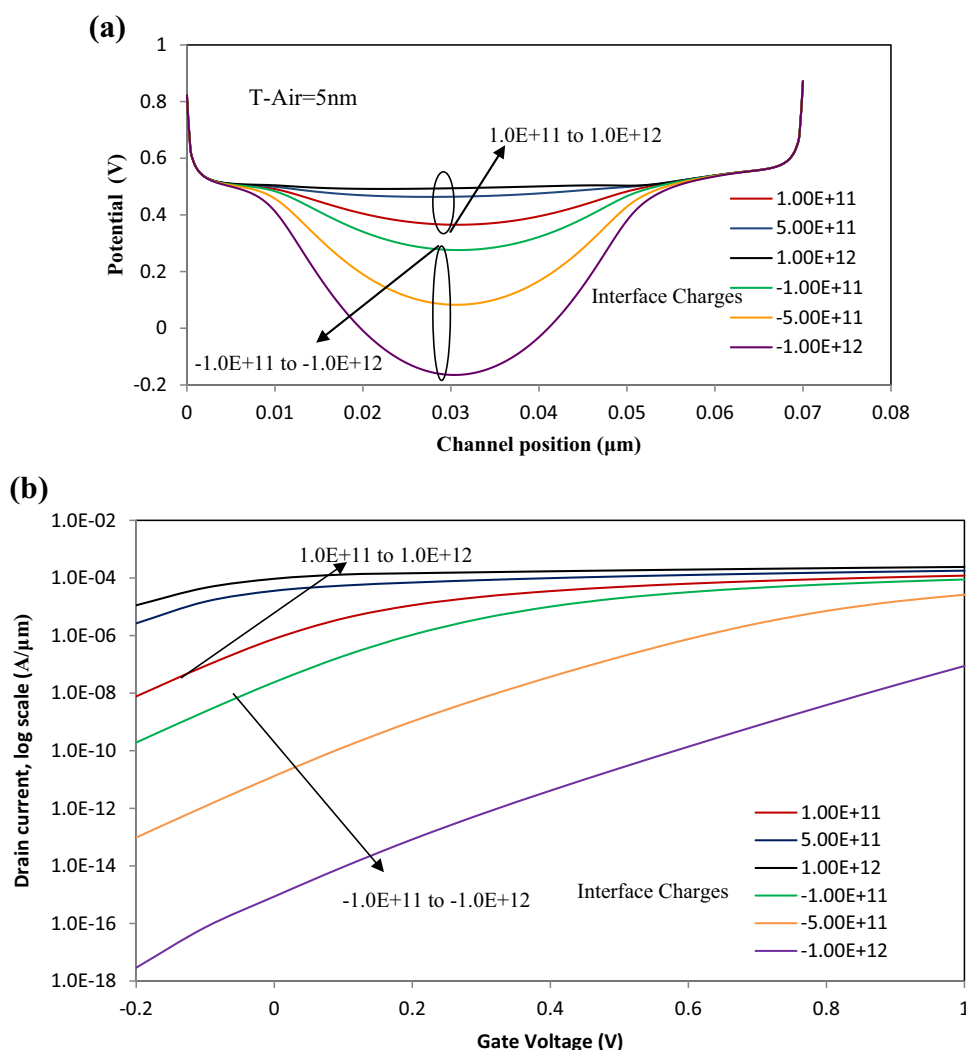 (a)
1
0.8
0.6
0.4
0.2
0
-0.2
Potential (V)
T-Air=5nm
1.0E+11 to 1.0E+12
-1.0E+11 to -1.0E+12
Interface Charges
1.00E+11
5.00E+11
1.00E+12
-1.00E+11
-5.00E+11
-1.00E+12
0 0.01 0.02 0.03 0.04 0.05 0.06 0.07 0.08
Channel position (μm)
(b)
1.0E-02
1.0E-04
1.0E-06
1.0E-08
1.0E-10
1.0E-12
1.0E-14
1.0E-16
1.0E-18
Drain current, log scale (A/μm)
1.0E+11 to 1.0E+12
-1.0E+11 to -1.0E+12
Interface Charges
1.00E+11
5.00E+11
1.00E+12
-1.00E+11
-5.00E+11
-1.00E+12
-0.2 0 0.2 0.4 0.6 0.8 1
Gate Voltage (V)